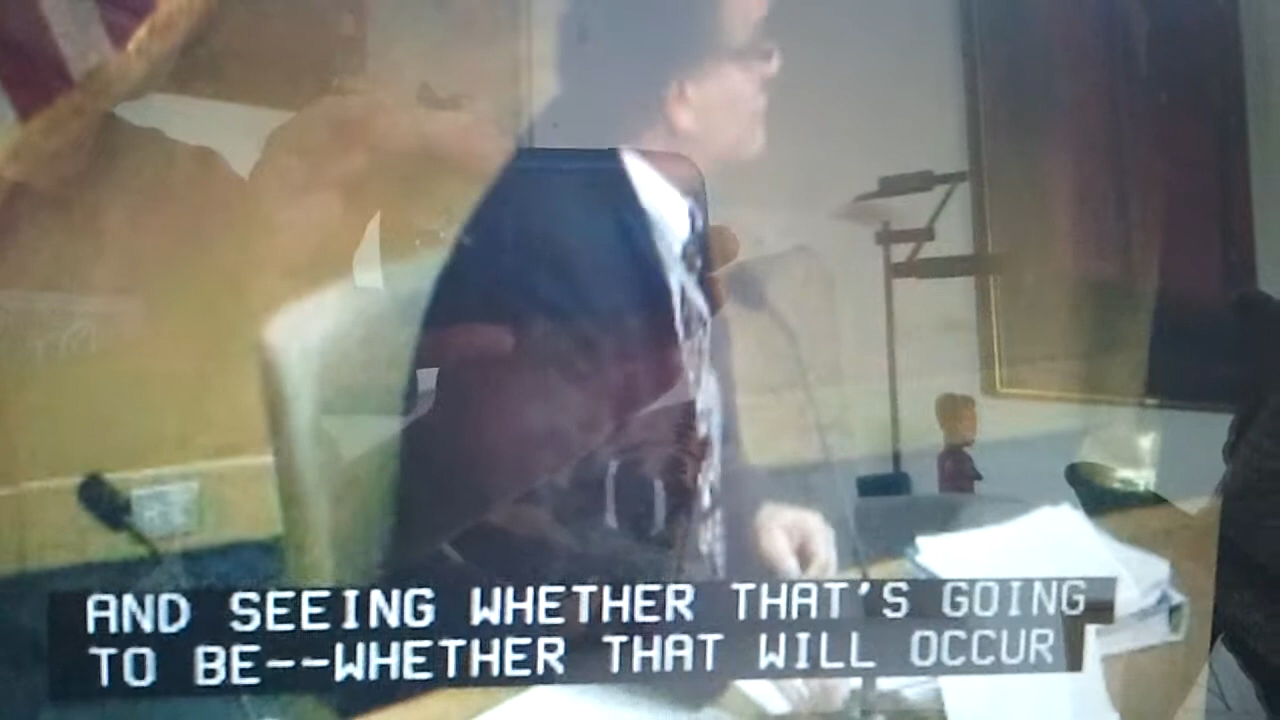 AND SEEING WHETHER THAT'S GOING
TO BE--WHETHER THAT WILL OCCUR